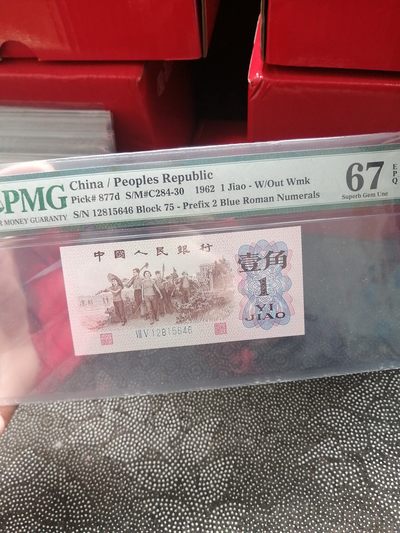 China / Peoples Republic
Pick# 877d S/M#C284-30 1962 1 Jiao - W/Out Wmk
S/N 12815646 Block 75 - Prefix 2 Blue Roman Numerals
PMG
MONEY GUARANTY
67 EPQ
Superb Gem Unc
中國人民銀行
壹角
1
YI
JIAO
12815646